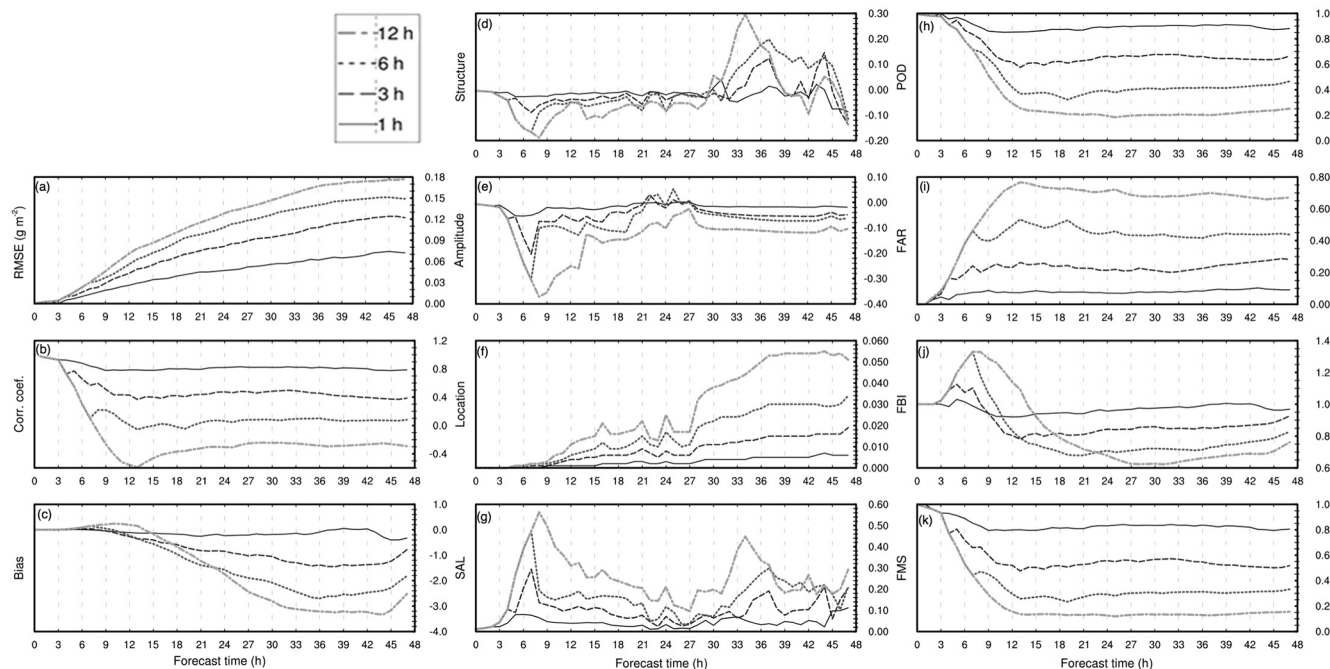 12 h
6 h
3 h
1 h
(a)
RMSE (g m-2)
0.18
0.15
0.12
0.09
0.06
0.03
0.00
0 3 6 9 12 15 18 21 24 27 30 33 36 39 42 45 48
(b)
Corr. coef.
1.2
0.8
0.4
0.0
-0.4
0 3 6 9 12 15 18 21 24 27 30 33 36 39 42 45 48
(c)
Bias
1.0
0.0
-1.0
-2.0
-3.0
-4.0
0 3 6 9 12 15 18 21 24 27 30 33 36 39 42 45 48
Forecast time (h)
(d)
Structure
0.30
0.20
0.10
0.00
-0.10
-0.20
0 3 6 9 12 15 18 21 24 27 30 33 36 39 42 45 48
(e)
Amplitude
0.10
0.00
-0.10
-0.20
-0.30
-0.40
0 3 6 9 12 15 18 21 24 27 30 33 36 39 42 45 48
(f)
Location
0.060
0.050
0.040
0.030
0.020
0.010
0.000
0 3 6 9 12 15 18 21 24 27 30 33 36 39 42 45 48
(g)
SAL
0.60
0.50
0.40
0.30
0.20
0.10
0.00
0 3 6 9 12 15 18 21 24 27 30 33 36 39 42 45 48
Forecast time (h)
(h)
POD
1.0
0.8
0.6
0.4
0.2
0.0
0 3 6 9 12 15 18 21 24 27 30 33 36 39 42 45 48
(i)
FAR
0.80
0.60
0.40
0.20
0.00
0 3 6 9 12 15 18 21 24 27 30 33 36 39 42 45 48
(j)
FBI
1.4
1.2
1.0
0.8
0.6
0 3 6 9 12 15 18 21 24 27 30 33 36 39 42 45 48
(k)
FMS
1.0
0.8
0.6
0.4
0.2
0.0
0 3 6 9 12 15 18 21 24 27 30 33 36 39 42 45 48
Forecast time (h)